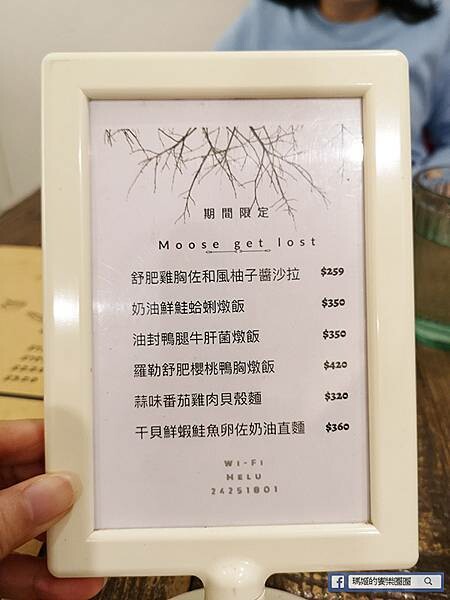 期間限定
Moose get lost
舒肥雞胸佐和風柚子醬沙拉 $259
奶油鮮鮭蛤蜊燉飯 $350
油封鴨腿牛肝菌燉飯 $350
羅勒舒肥櫻桃鴨胸燉飯 $420
蒜味番茄雞肉貝殼麵 $320
干貝鮮蝦鮭魚卵佐奶油直麵 $360
WI-FI
MELU
24251801
瑪姬的饗樂圈圈